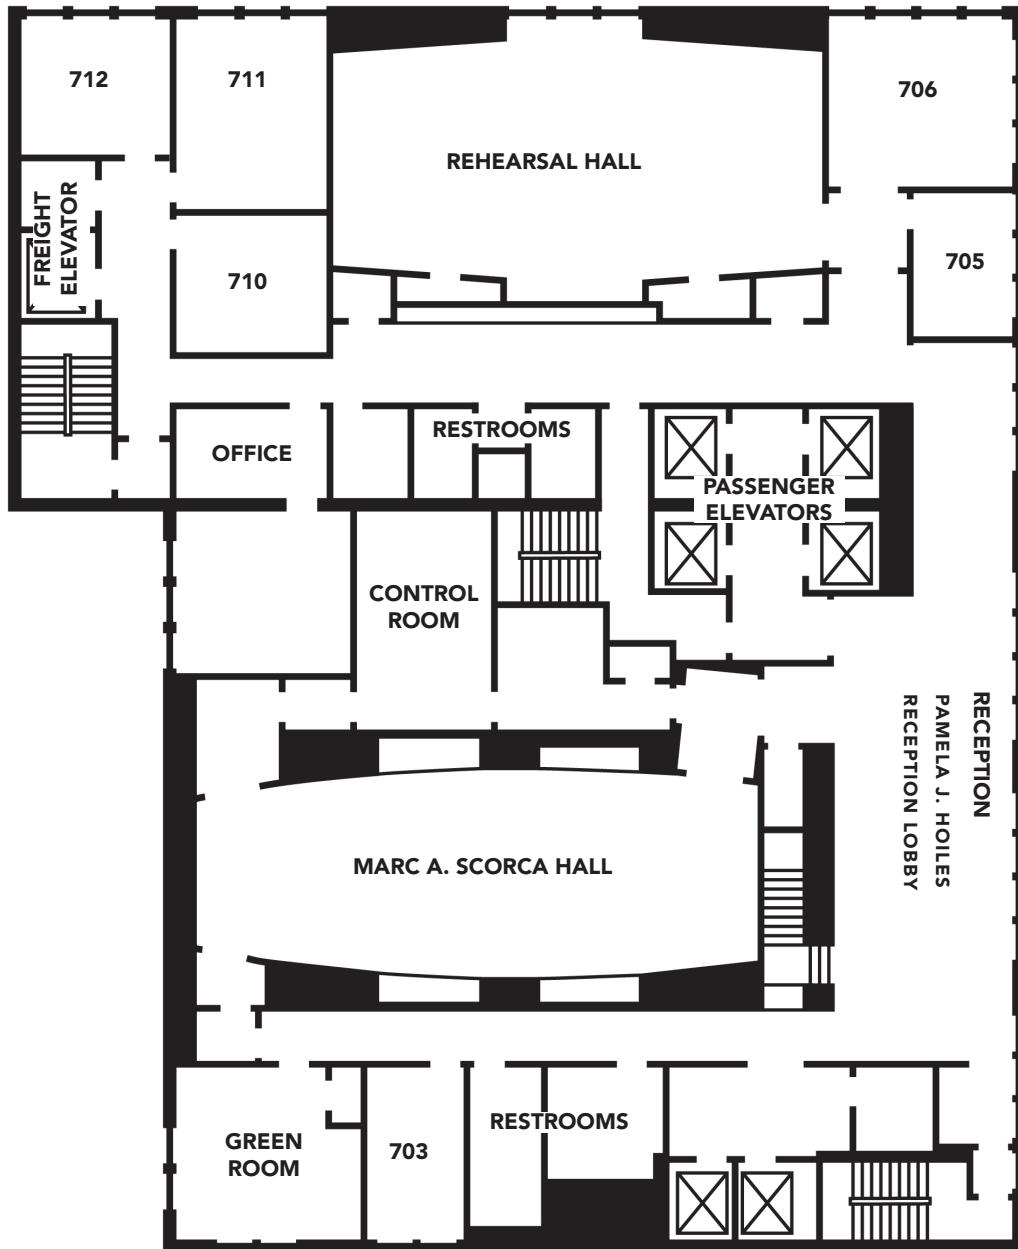 712
711
706
REHEARSAL HALL
FREIGHT
ELEVATOR
710
705
OFFICE
RESTROOMS
PASSENGER
ELEVATORS
CONTROL
ROOM
RECEPTION
PAMELA J. HOILES
RECEPTION LOBBY
MARC A. SCORCA HALL
GREEN
ROOM
703
RESTROOMS